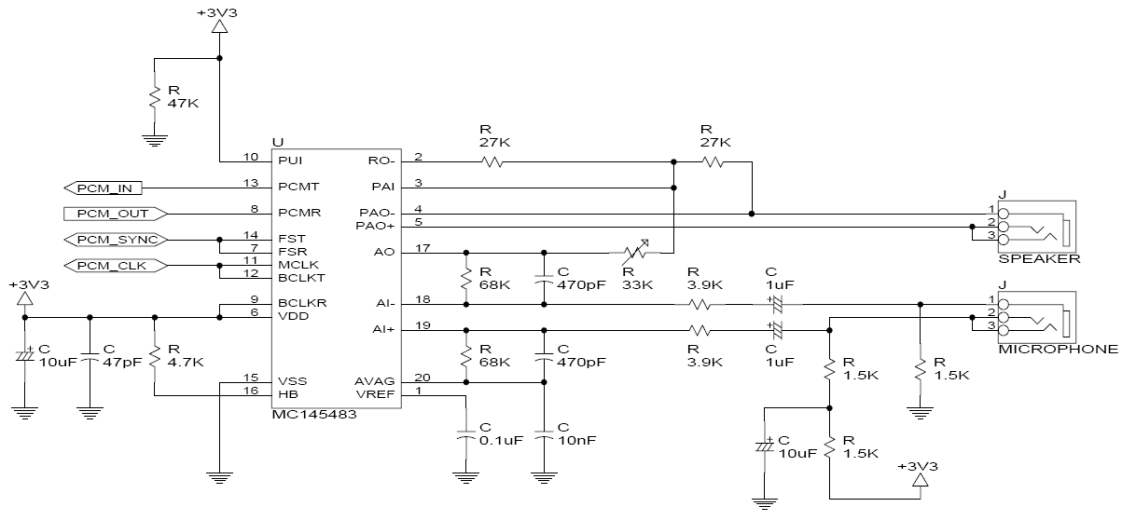 +3V3
R
47K
U
R
27K
R
27K
10 PUI RO- 2
PCM_IN 13 PCMT PAI 3
PCM_OUT 8 PCMR PAO- 4
PAO+ 5
J
1
2
3
SPEAKER
PCM_SYNC 14 FST
7 FSR AO 17
PCM_CLK 11 MCLK
12 BCLKT
R
68K
C
470pF
R
33K
R
3.9K
C
1uF
+
J
1
2
3
MICROPHONE
+3V3
9 BCLKR AI- 18
6 VDD AI+ 19
+
C
10uF
C
47pF
R
4.7K
R
68K
C
470pF
R
3.9K
+
C
1uF
R
1.5K
R
1.5K
15 VSS AVAG 20
16 HB VREF 1
MC145483
C
0.1uF
C
10nF
+
C
10uF
R
1.5K
+3V3